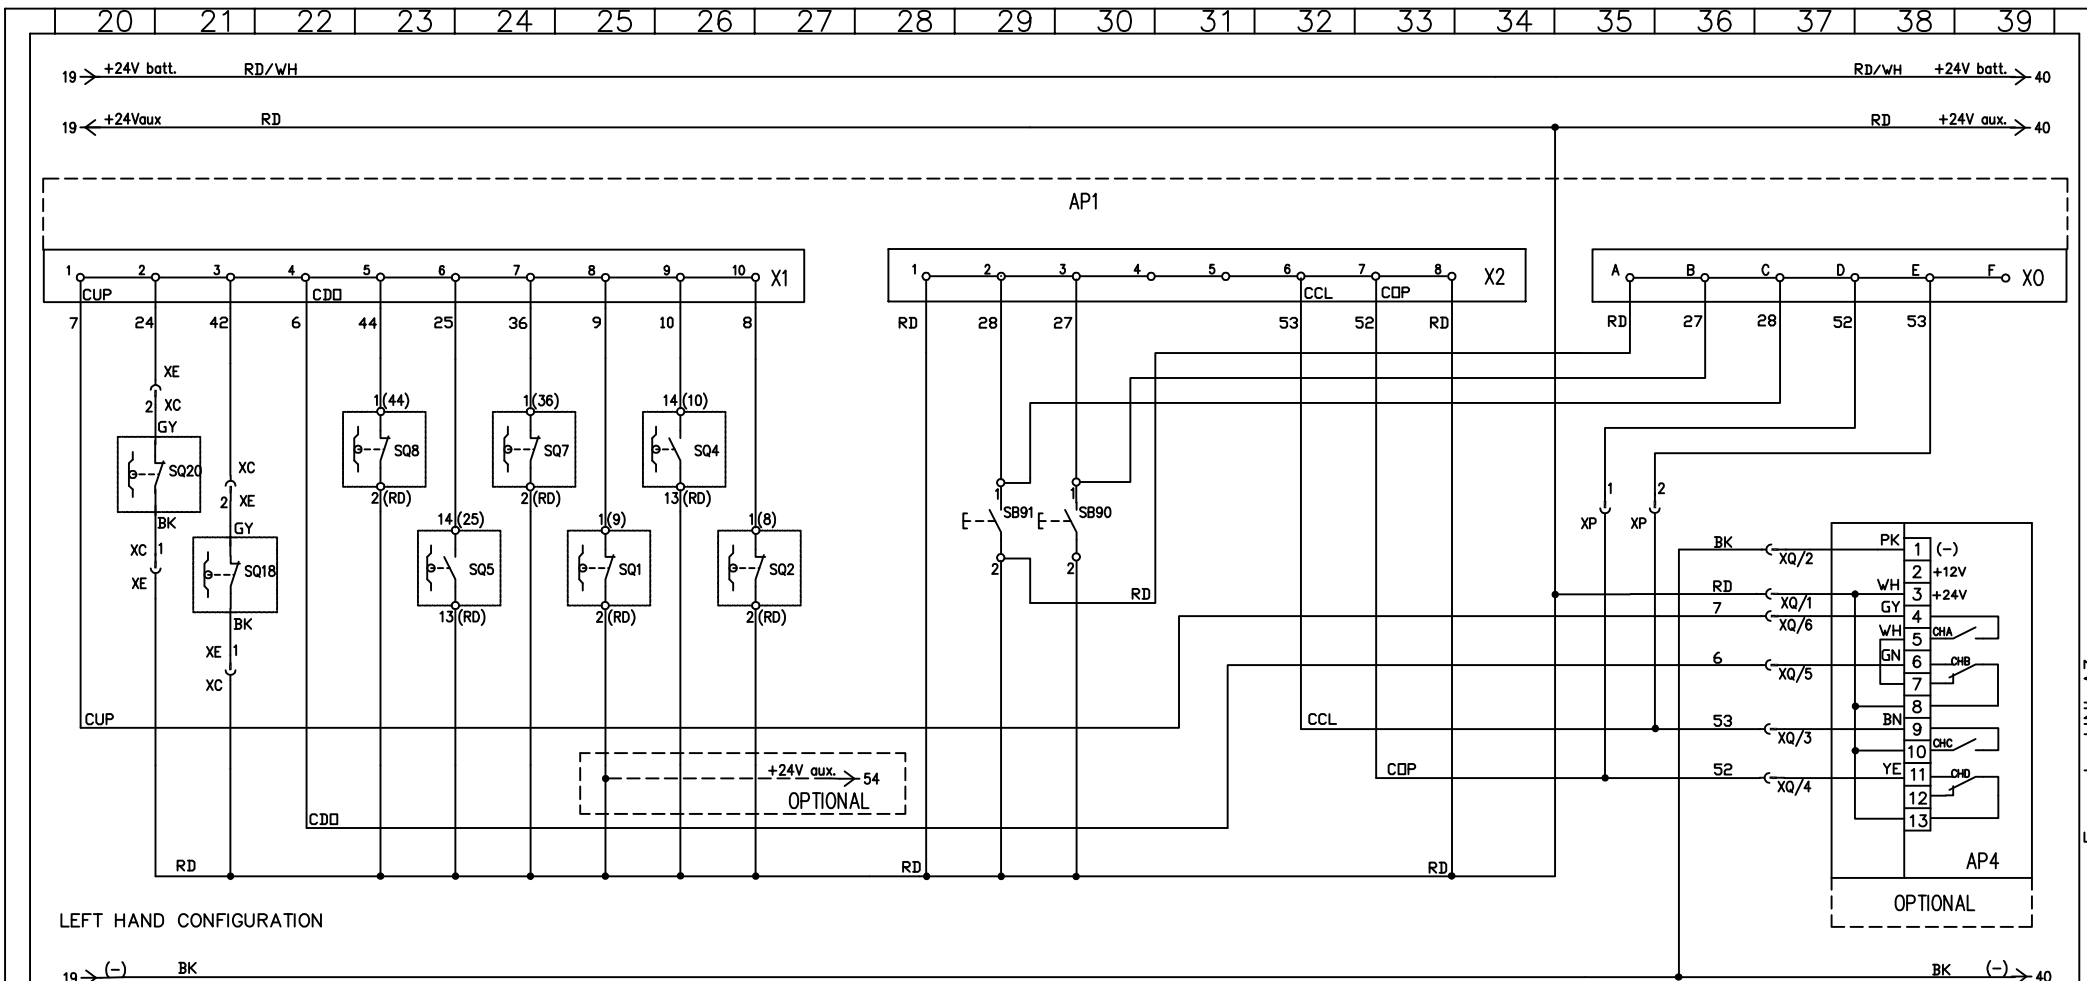 20 21 22 23 24 25 26 27 28 29 30 31 32 33 34 35 36 37 38 39
19 +24V batt. RD/WH RD/WH +24V batt. 40
19 +24Vaux RD RD +24V aux. 40
AP1
1 2 3 4 5 6 7 8 9 10 X1
1 2 3 4 5 6 7 8 X2
A B C D E F X0
CUP CDO CCL COP
7 24 42 6 44 25 36 9 10 8
RD 28 27 53 52 RD
RD 27 28 52 53
XE
2 XC
GY
SQ20
BK
XC 1
XE
XC
2 XE
GY
SQ18
BK
XE 1
XC
1(44)
SQ8
2(RD)
14(25)
SQ5
13(RD)
1(36)
SQ7
2(RD)
1(9)
SQ1
2(RD)
14(10)
SQ4
13(RD)
1(8)
SQ2
2(RD)
1 SB91 2
1 SB90 2
RD
1 2
XP XP
BK XQ/2 PK 1 (-)
2 +12V
RD XQ/1 WH 3 +24V
7 XQ/6 GY 4
WH 5 CHA
6 XQ/5 GN 6 CHB
7
8
53 XQ/3 BN 9
10 CHC
52 XQ/4 YE 11 CHD
12
13
AP4
OPTIONAL
CUP
CCL
COP
+24V aux. 54
OPTIONAL
CDO
RD RD RD
LEFT HAND CONFIGURATION
19 (-) BK BK (-) 40